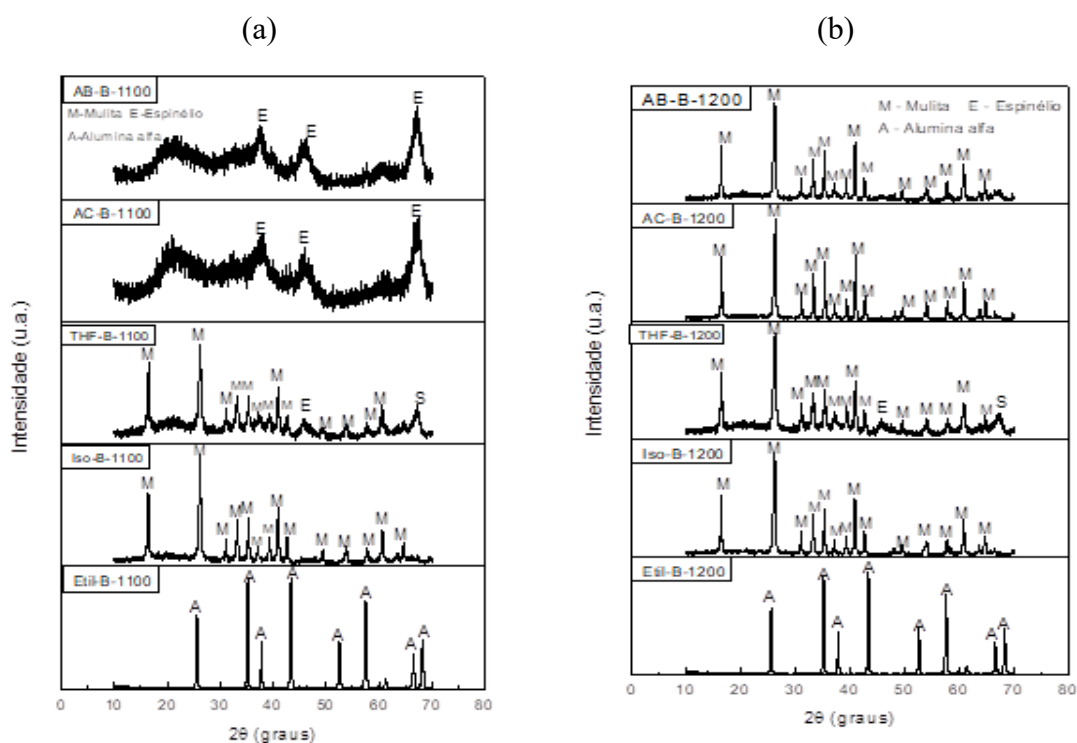 (a)
AB-B-1100
M-Mulita E-Espinélio
A-Alumina alfa
E E E
AC-B-1100
E E E
THF-B-1100
M M M M M M M M M M E M M M M S
Iso-B-1100
M M M M M M M M M M M M M M
Etil-B-1100
A A A A A A A A
Intensidade (u.a.)
0 10 20 30 40 50 60 70 80
2θ (graus)
(b)
AB-B-1200
M - Mulita E - Espinélio
A - Alumina alfa
M M M M M M M M M M M M M M
AC-B-1200
M M M M M M M M M M M M M M
THF-B-1200
M M M M M M M M M E M M M M M S
Iso-B-1200
M M M M M M M M M M M M M M
Etil-B-1200
A A A A A A A A
Intensidade (u.a.)
0 10 20 30 40 50 60 70 80
2θ (graus)